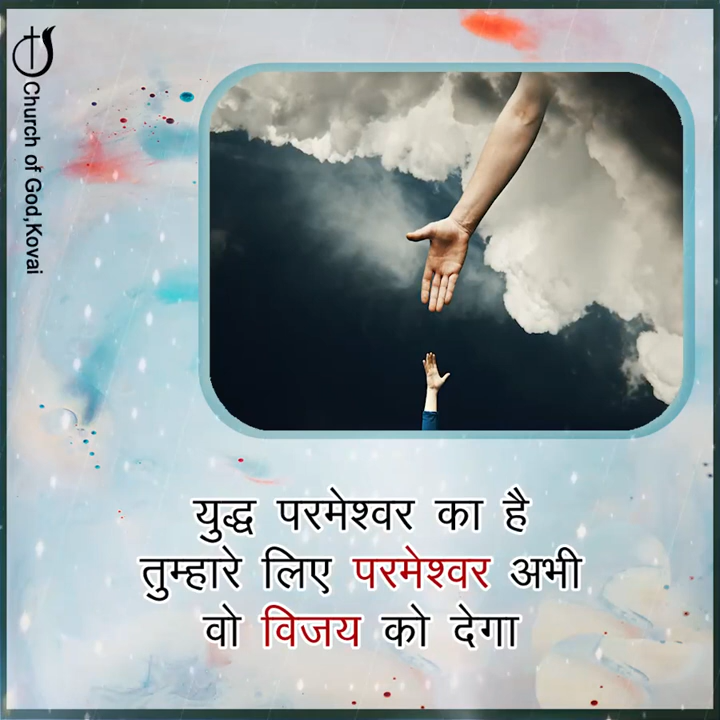 Church of God,Kovai
युद्ध परमेश्वर का है
तुम्हारे लिए परमेश्वर अभी
वो विजय को देगा